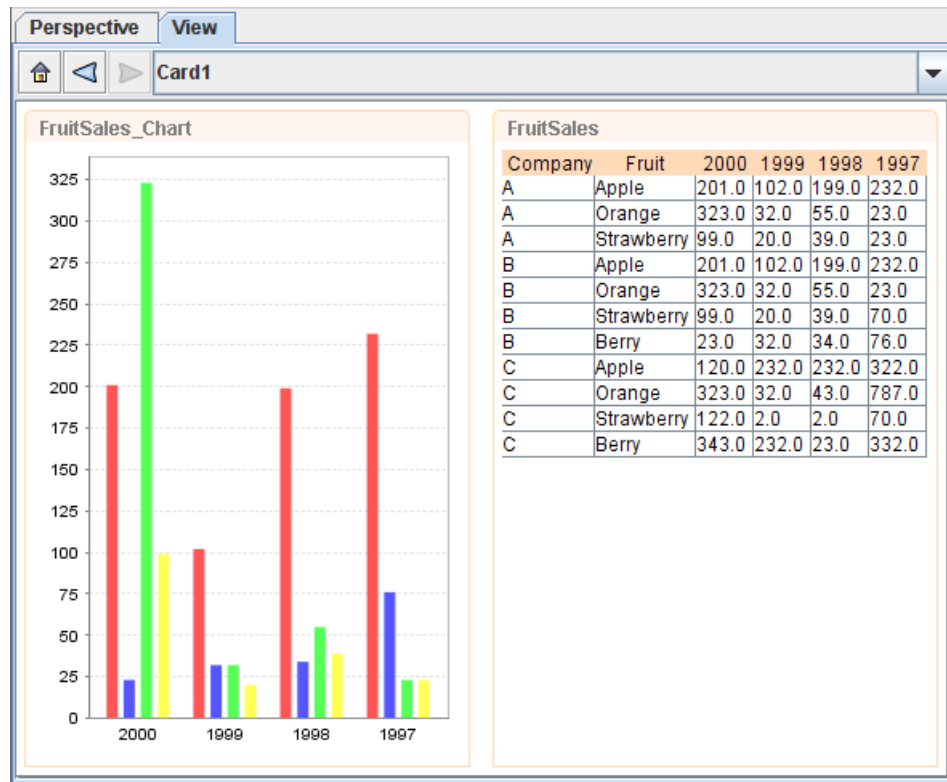 Perspective View
Card1
FruitSales_Chart
325
300
275
250
225
200
175
150
125
100
75
50
25
0
2000 1999 1998 1997
FruitSales
Company Fruit 2000 1999 1998 1997
A Apple 201.0 102.0 199.0 232.0
A Orange 323.0 32.0 55.0 23.0
A Strawberry 99.0 20.0 39.0 23.0
B Apple 201.0 102.0 199.0 232.0
B Orange 323.0 32.0 55.0 23.0
B Strawberry 99.0 20.0 39.0 70.0
B Berry 23.0 32.0 34.0 76.0
C Apple 120.0 232.0 232.0 322.0
C Orange 323.0 32.0 43.0 787.0
C Strawberry 122.0 2.0 2.0 70.0
C Berry 343.0 232.0 23.0 332.0